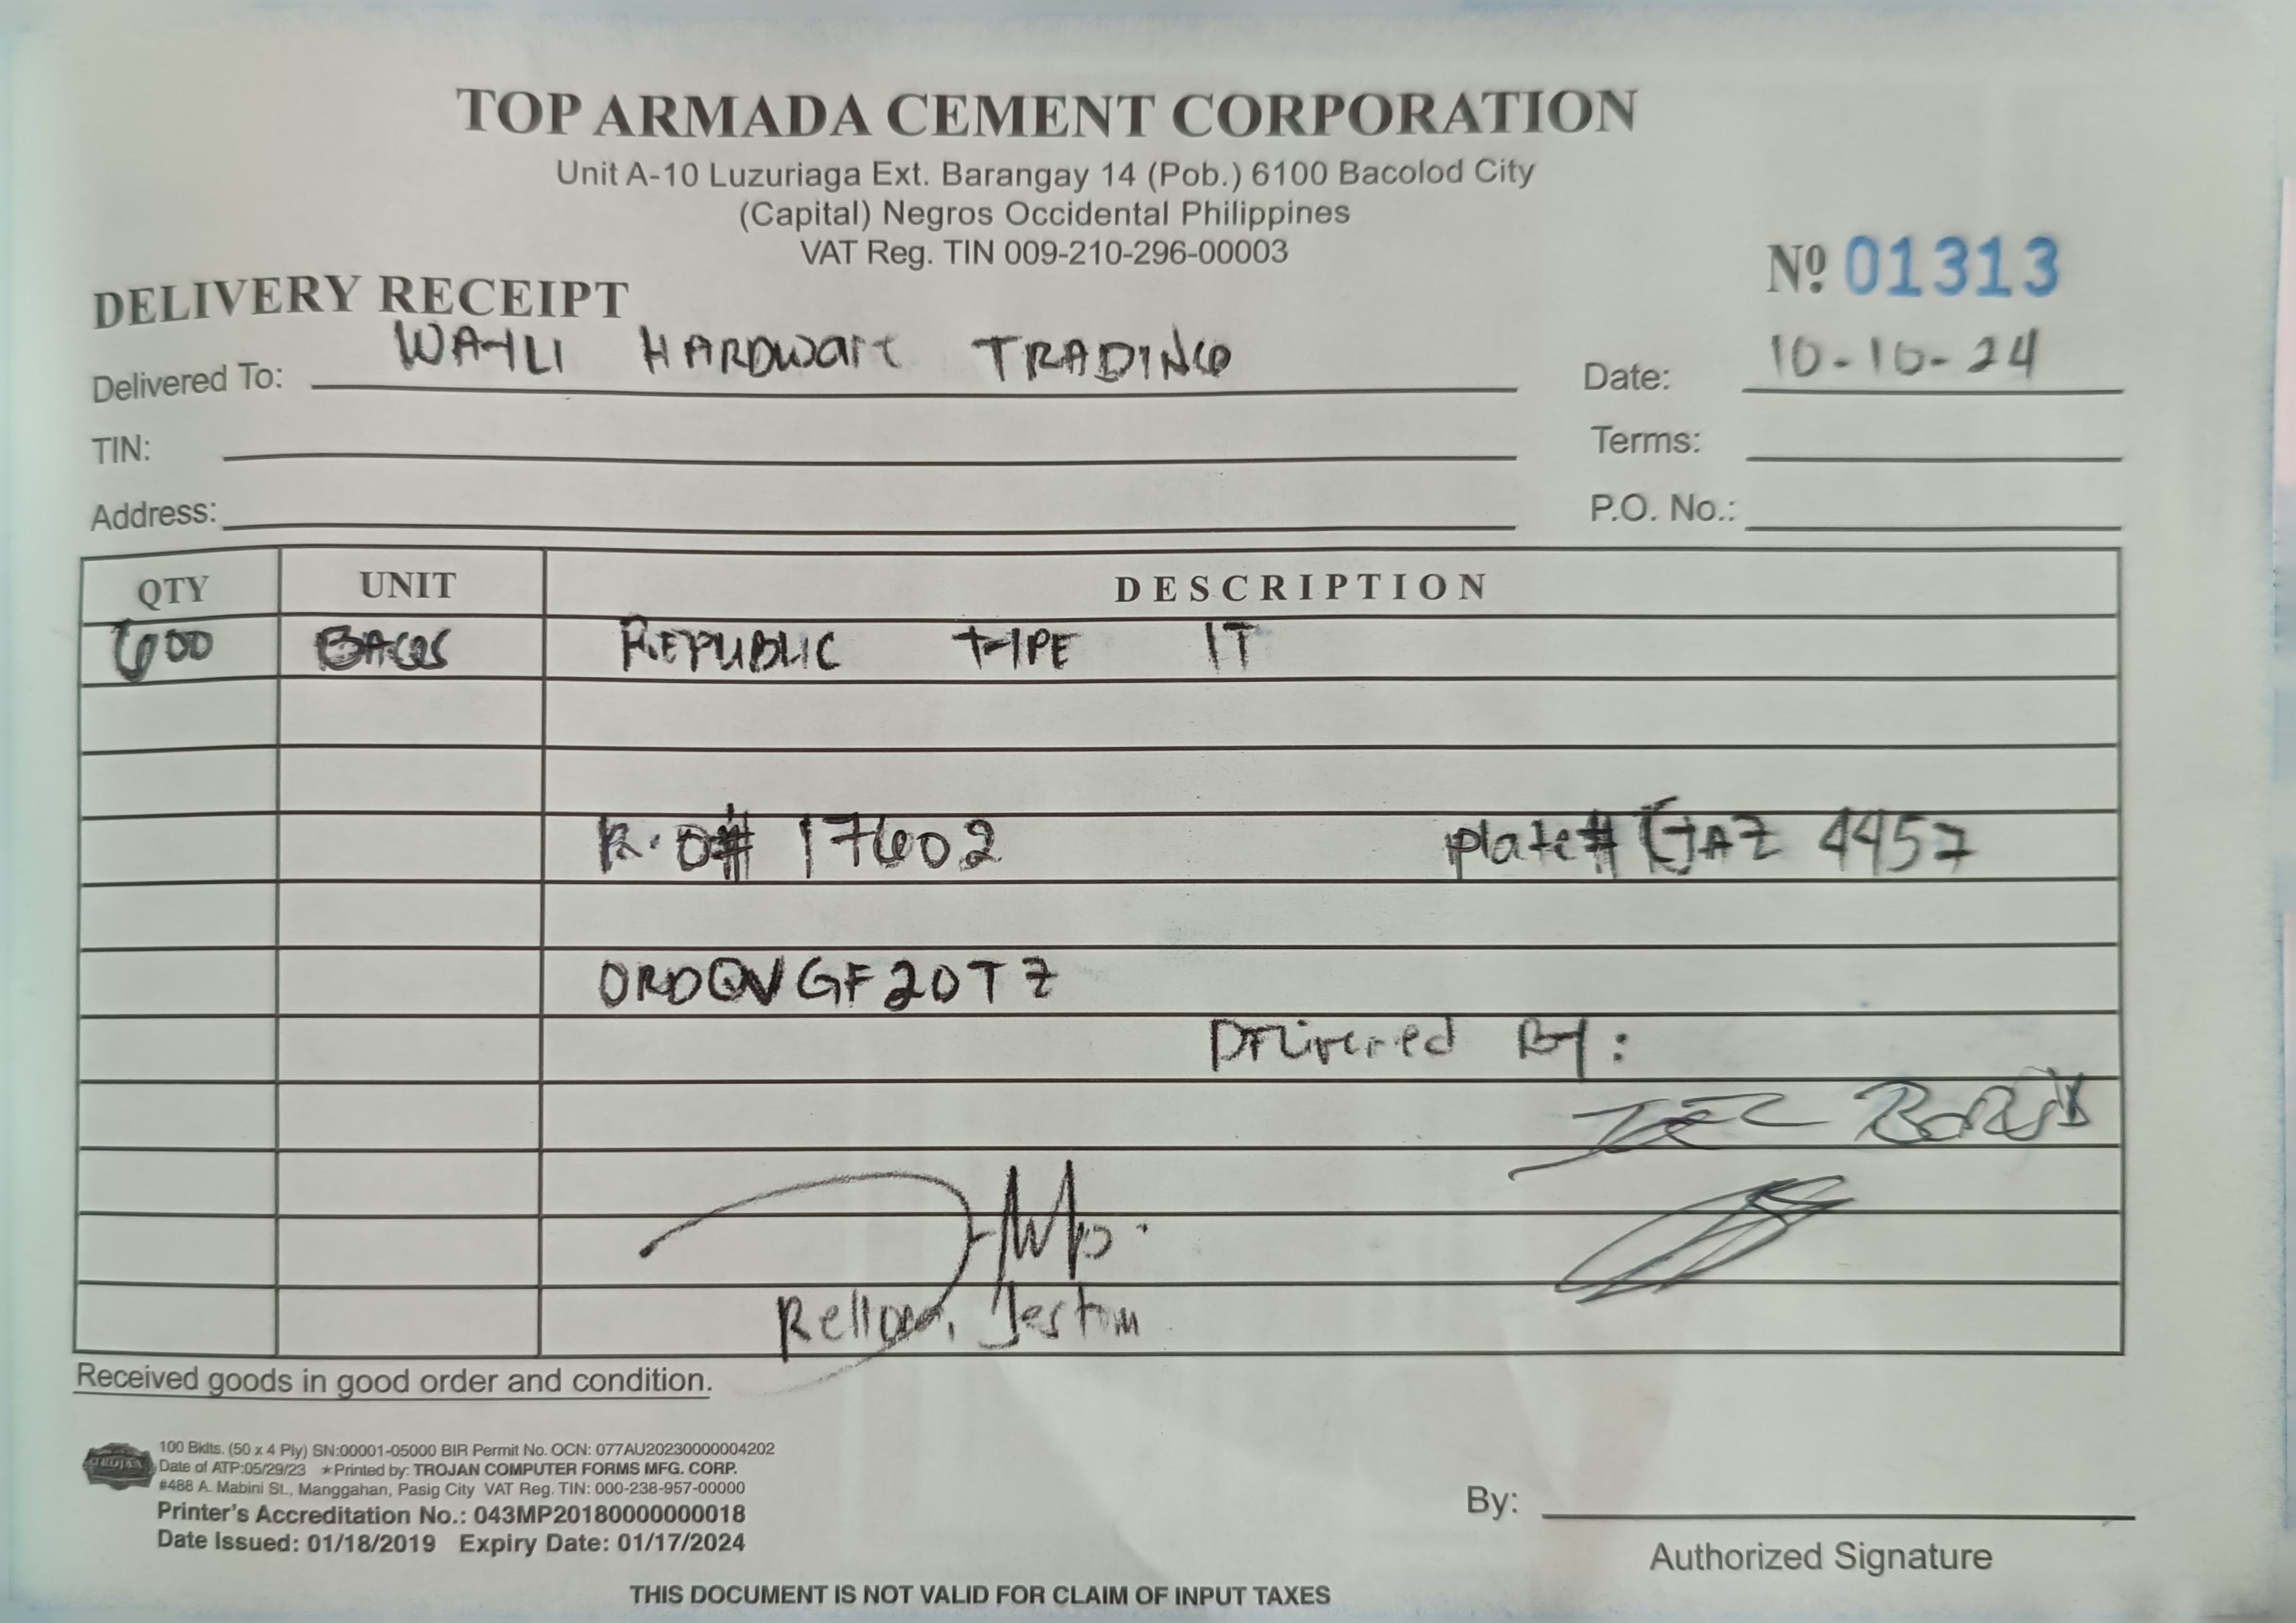 TOP ARMADA CEMENT CORPORATION
Unit A-10 Luzuriaga Ext. Barangay 14 (Pob.) 6100 Bacolod City
(Capital) Negros Occidental Philippines
VAT Reg. TIN 009-210-296-00003
Nº 01313
DELIVERY RECEIPT
Delivered To: WAYLI HARDWARE TRADING Date: 10-10-24
TIN: Terms:
Address: P.O. No.:
QTY UNIT DESCRIPTION
600 BAGS REPUBLIC TYPE 1T
R.O# 17602 plate# GAZ 4457
ORDQVGF20TZ
Delivered By:
Jestom
Received goods in good order and condition.
TROJAN
100 Bklts. (50 x 4 Ply) SN:00001-05000 BIR Permit No. OCN: 077AU20230000004202
Date of ATP:05/29/23 ★Printed by: TROJAN COMPUTER FORMS MFG. CORP.
#488 A. Mabini St., Manggahan, Pasig City VAT Reg. TIN: 000-238-957-00000
Printer's Accreditation No.: 043MP20180000000018
Date Issued: 01/18/2019 Expiry Date: 01/17/2024
By:
Authorized Signature
THIS DOCUMENT IS NOT VALID FOR CLAIM OF INPUT TAXES